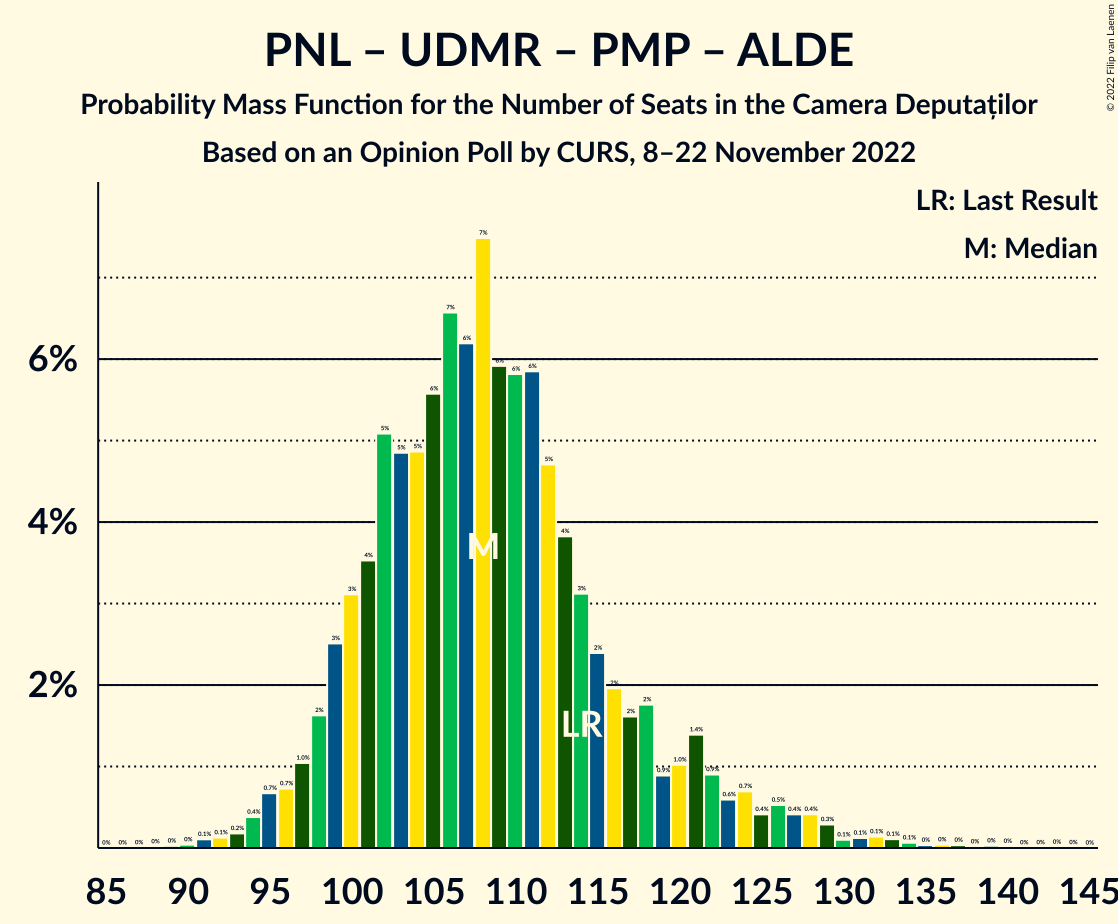 PNL – UDMR – PMP – ALDE
Probability Mass Function for the Number of Seats in the Camera Deputaților
Based on an Opinion Poll by CURS, 8–22 November 2022
© 2022 Filip van Laenen
LR: Last Result
M: Median
6%
4%
2%
0% 0% 0% 0% 0% 0% 0.1% 0.1% 0.2% 0.4% 0.7% 0.7% 1.0% 2% 3% 3% 4% 5% 5% 5% 6% 7% 6% 7% 6% 6% 6% 5% 4% 3% 2% 2% 2% 2% 0.9% 1.0% 1.4% 0.9% 0.6% 0.7% 0.4% 0.5% 0.4% 0.4% 0.3% 0.1% 0.1% 0.1% 0.1% 0.1% 0% 0% 0% 0% 0% 0% 0% 0% 0% 0% 0%
M
LR
85 90 95 100 105 110 115 120 125 130 135 140 145